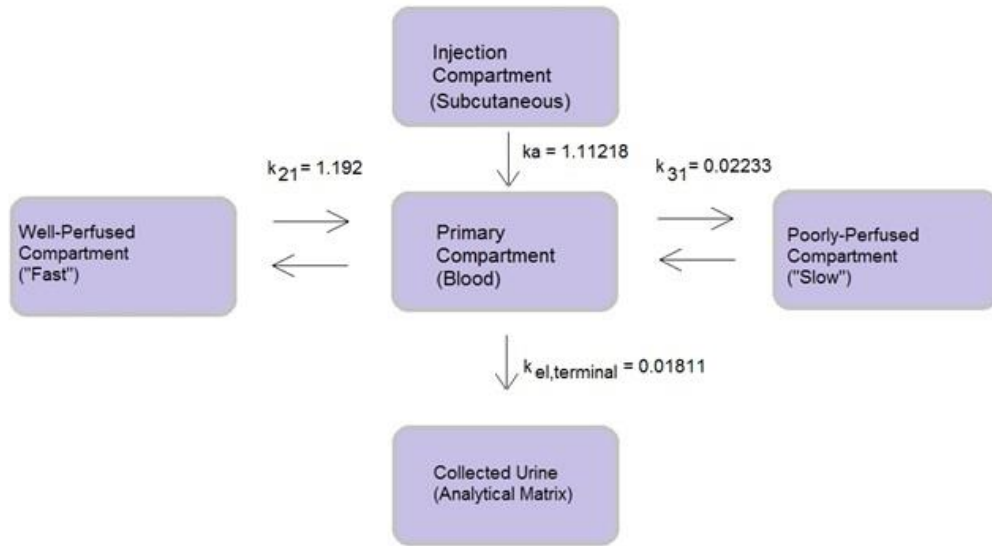 Injection
Compartment
(Subcutaneous)
ka = 1.11218
k21 = 1.192
k31 = 0.02233
Well-Perfused
Compartment
("Fast")
Primary
Compartment
(Blood)
Poorly-Perfused
Compartment
("Slow")
kel,terminal = 0.01811
Collected Urine
(Analytical Matrix)